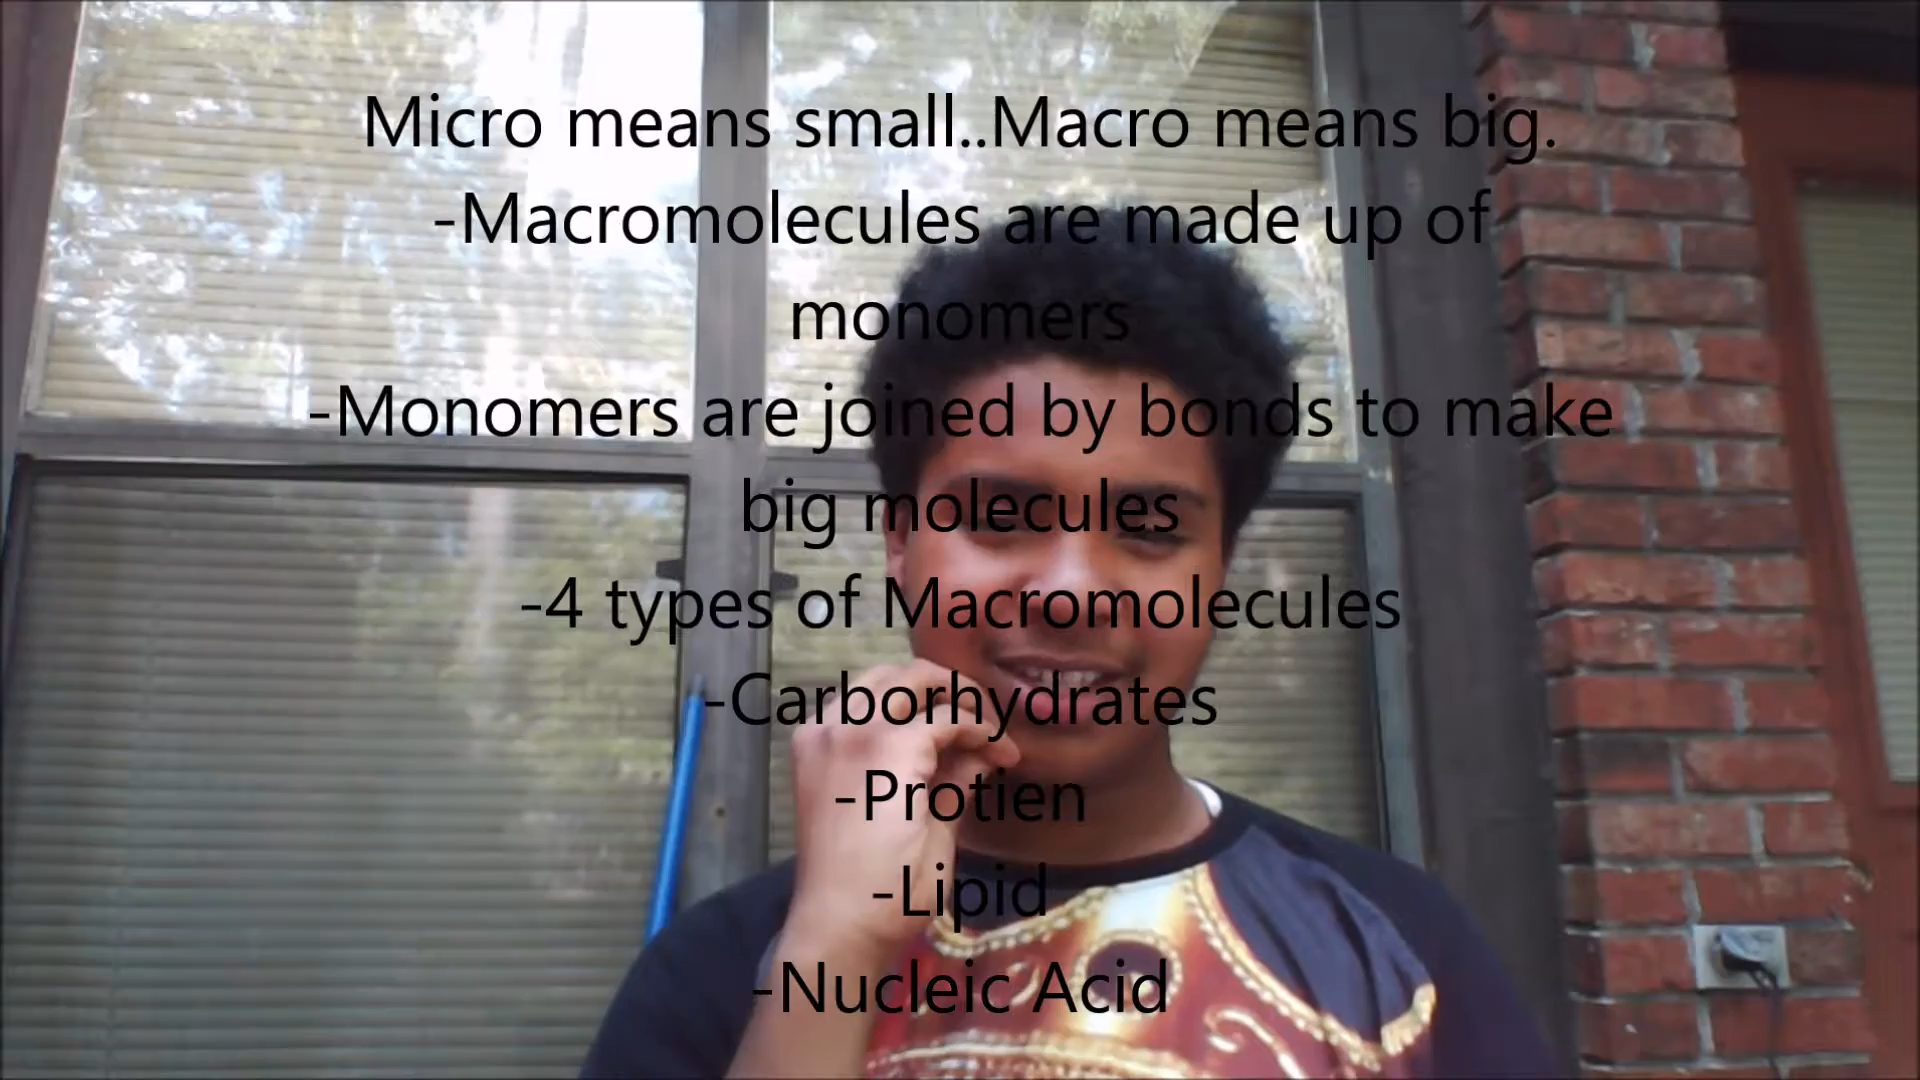 Micro means small..Macro means big.
-Macromolecules are made up of
monomers
-Monomers are joined by bonds to make
big molecules
-4 types of Macromolecules
-Carborhydrates
-Protien
-Lipid
-Nucleic Acid